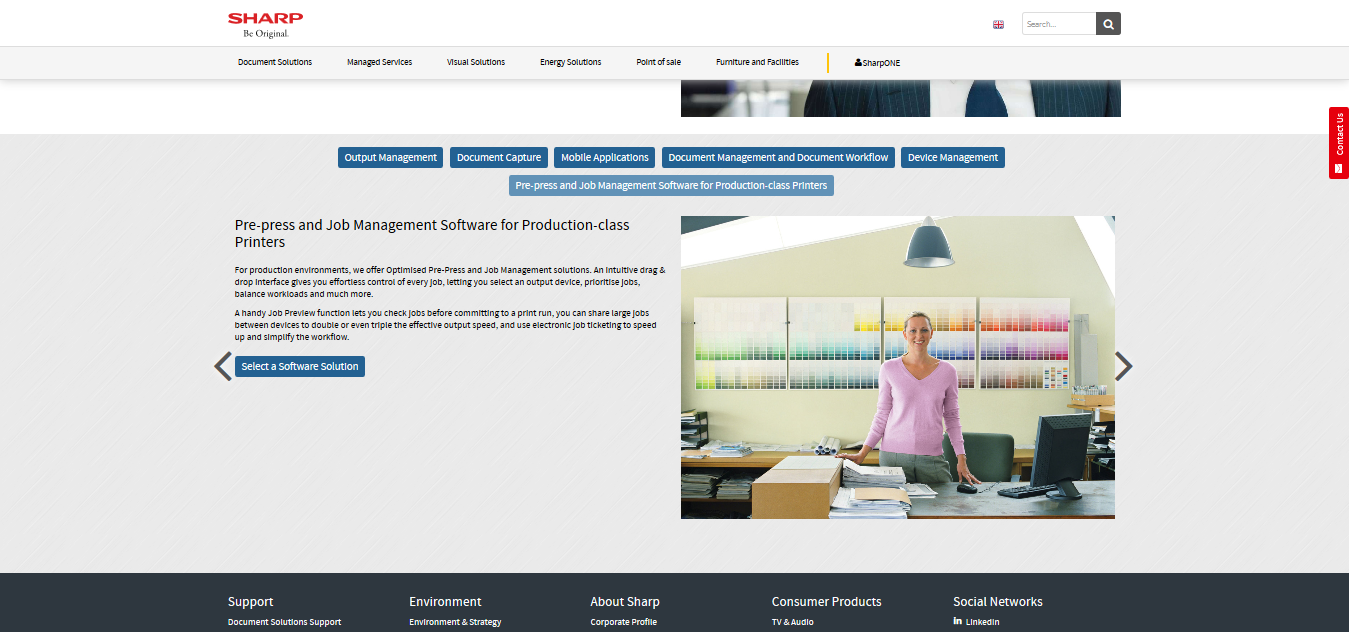 SHARP
Be Original.
Search...
Document Solutions
Managed Services
Visual Solutions
Energy Solutions
Point of sale
Furniture and Facilities
SharpONE
Contact Us
Output Management
Document Capture
Mobile Applications
Document Management and Document Workflow
Device Management
Pre-press and Job Management Software for Production-class Printers
Pre-press and Job Management Software for Production-class
Printers
For production environments, we offer Optimised Pre-Press and Job Management solutions. An intuitive drag &
drop interface gives you effortless control of every job, letting you select an output device, prioritise jobs,
balance workloads and much more.
A handy Job Preview function lets you check jobs before committing to a print run, you can share large jobs
between devices to double or even triple the effective output speed, and use electronic job ticketing to speed
up and simplify the workflow.
Select a Software Solution
Support
Environment
About Sharp
Consumer Products
Social Networks
Document Solutions Support
Environment & Strategy
Corporate Profile
TV & Audio
in LinkedIn